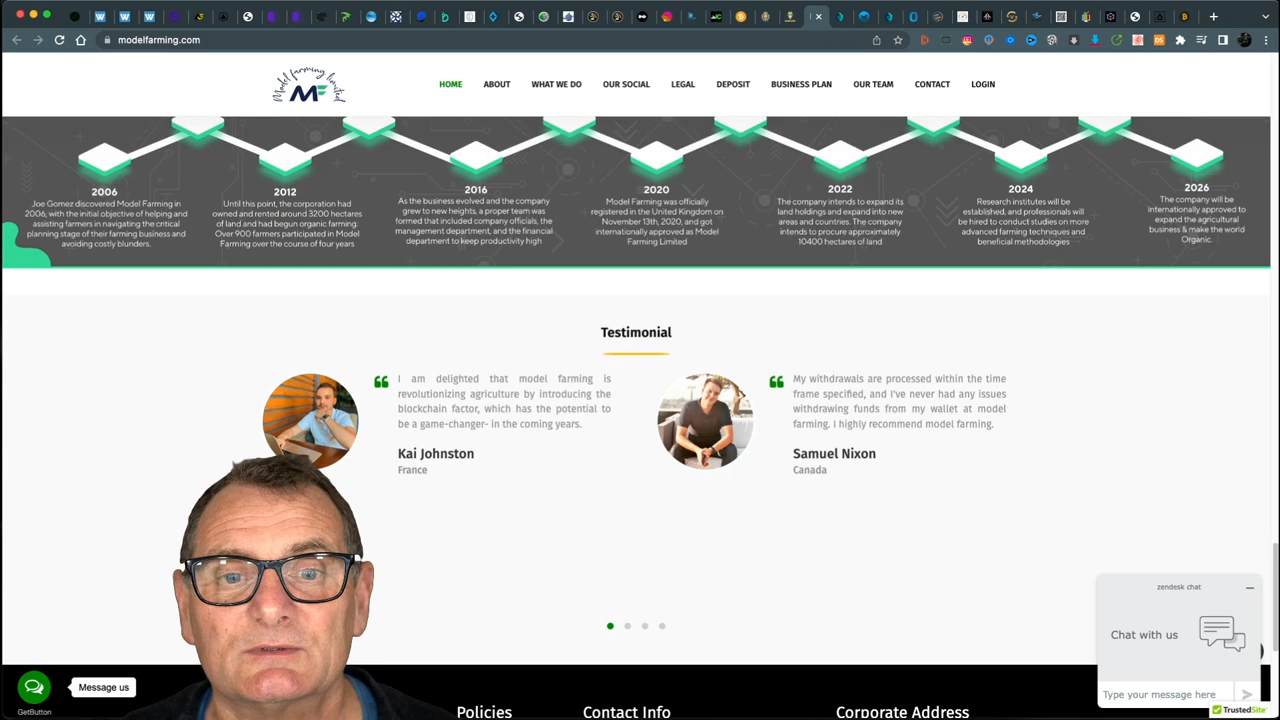 modelfarming.com
Model farming limited
MF
HOME ABOUT WHAT WE DO OUR SOCIAL LEGAL DEPOSIT BUSINESS PLAN OUR TEAM CONTACT LOGIN
2006
Joe Gomez discovered Model Farming in
2006, with the initial objective of helping and
assisting farmers in navigating the critical
planning stage of their farming business and
avoiding costly blunders.
2012
Until this point, the corporation had
owned and rented around 3200 hectares
of land and had begun organic farming.
Over 900 farmers participated in Model
Farming over the course of four years
2016
As the business evolved and the company
grew to new heights, a proper team was
formed that included company officials, the
management department, and the financial
department to keep productivity high
2020
Model Farming was officially
registered in the United Kingdom on
November 13th, 2020, and got
internationally approved as Model
Farming Limited
2022
The company intends to expand its
land holdings and expand into new
areas and countries. The company
intends to procure approximately
10400 hectares of land
2024
Research institutes will be
established, and professionals will
be hired to conduct studies on more
advanced farming techniques and
beneficial methodologies
2026
The company will be
internationally approved to
expand the agricultural
business & make the world
Organic.
Testimonial
I am delighted that model farming is
revolutionizing agriculture by introducing the
blockchain factor, which has the potential to
be a game-changer- in the coming years.
Kai Johnston
France
My withdrawals are processed within the time
frame specified, and I've never had any issues
withdrawing funds from my wallet at model
farming. I highly recommend model farming.
Samuel Nixon
Canada
zendesk chat
Chat with us
Type your message here
TrustedSite
Message us
GetButton
Policies Contact Info Corporate Address